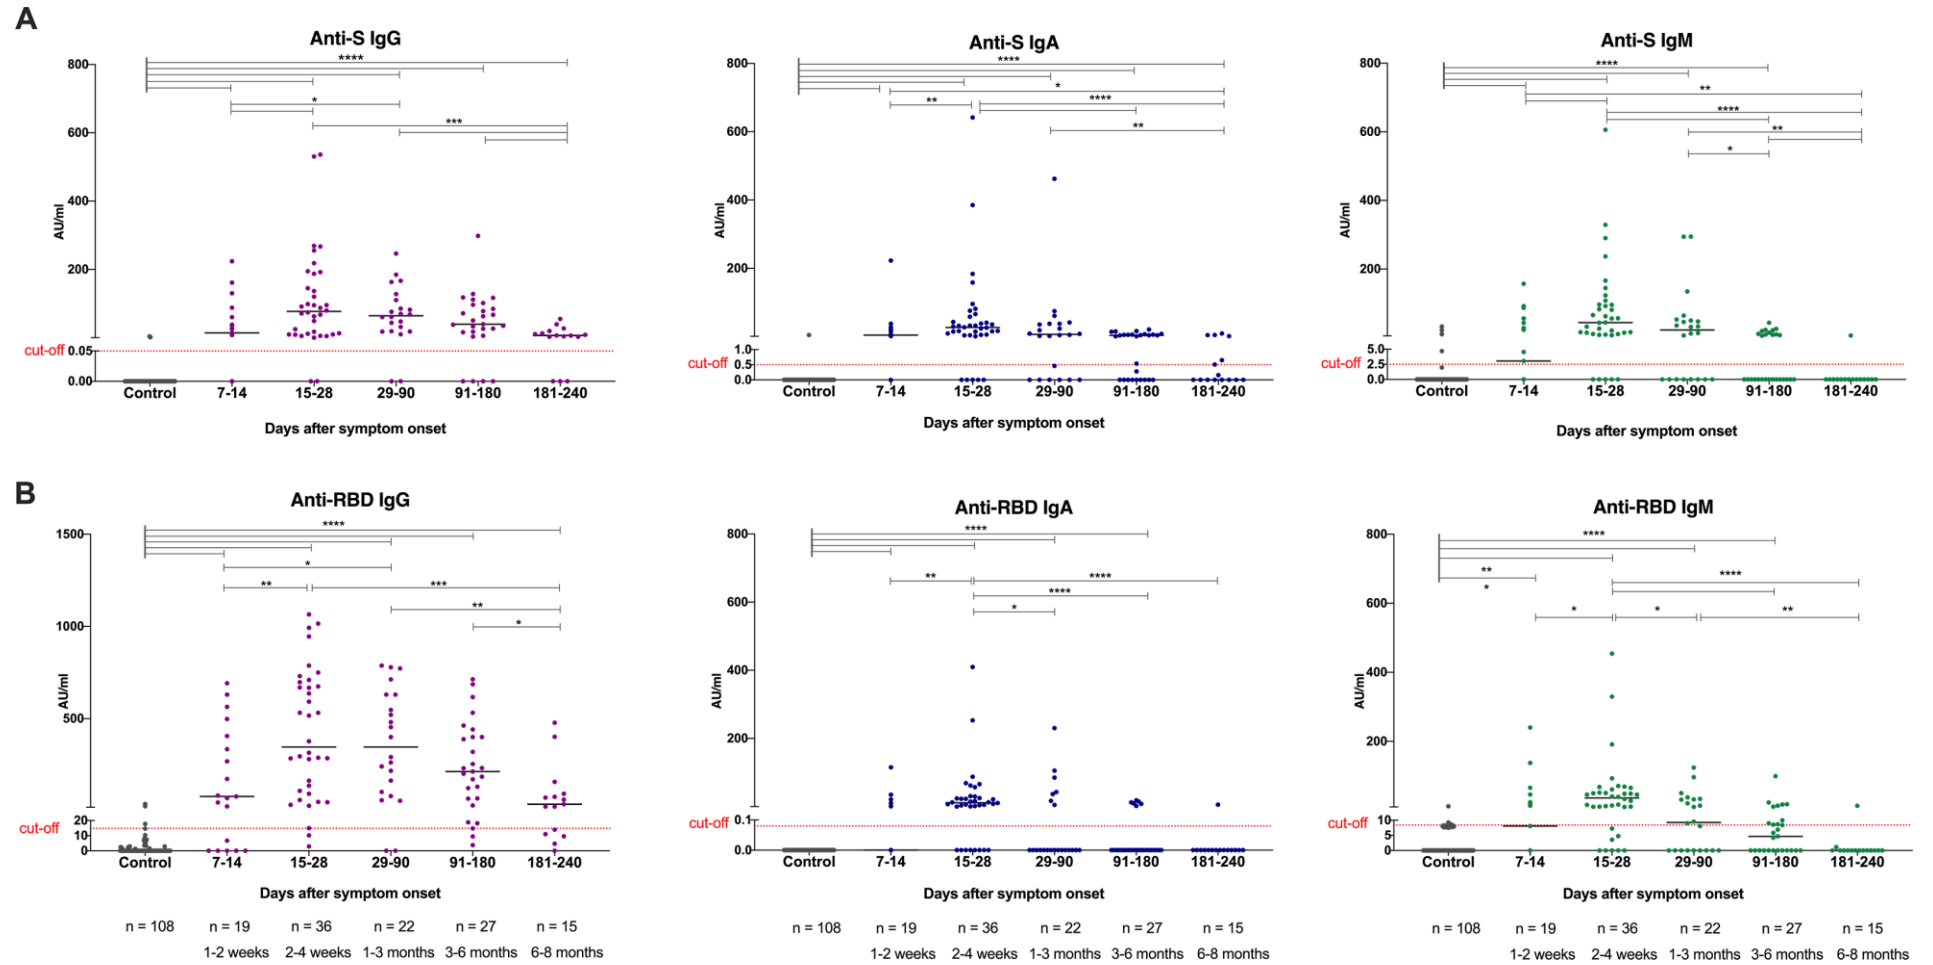 A
Anti-S IgG
800
600
400
200
AU/ml
cut-off
0.05
0.00
****
*
***
Control 7-14 15-28 29-90 91-180 181-240
Days after symptom onset
Anti-S IgA
800
600
400
200
AU/ml
1.0
cut-off 0.5
0.0
****
*
** ****
**
Control 7-14 15-28 29-90 91-180 181-240
Days after symptom onset
Anti-S IgM
800
600
400
200
AU/ml
5.0
cut-off 2.5
0.0
****
**
****
**
*
Control 7-14 15-28 29-90 91-180 181-240
Days after symptom onset
B
Anti-RBD IgG
1500
1000
500
AU/ml
20
cut-off
10
0
****
*
** ***
**
*
Control 7-14 15-28 29-90 91-180 181-240
Days after symptom onset
n = 108 n = 19 n = 36 n = 22 n = 27 n = 15
1-2 weeks 2-4 weeks 1-3 months 3-6 months 6-8 months
Anti-RBD IgA
800
600
400
200
AU/ml
0.1
cut-off
0.0
****
** ****
****
*
Control 7-14 15-28 29-90 91-180 181-240
Days after symptom onset
n = 108 n = 19 n = 36 n = 22 n = 27 n = 15
1-2 weeks 2-4 weeks 1-3 months 3-6 months 6-8 months
Anti-RBD IgM
800
600
400
200
AU/ml
10
cut-off
5
0
****
** ****
*
* * **
Control 7-14 15-28 29-90 91-180 181-240
Days after symptom onset
n = 108 n = 19 n = 36 n = 22 n = 27 n = 15
1-2 weeks 2-4 weeks 1-3 months 3-6 months 6-8 months